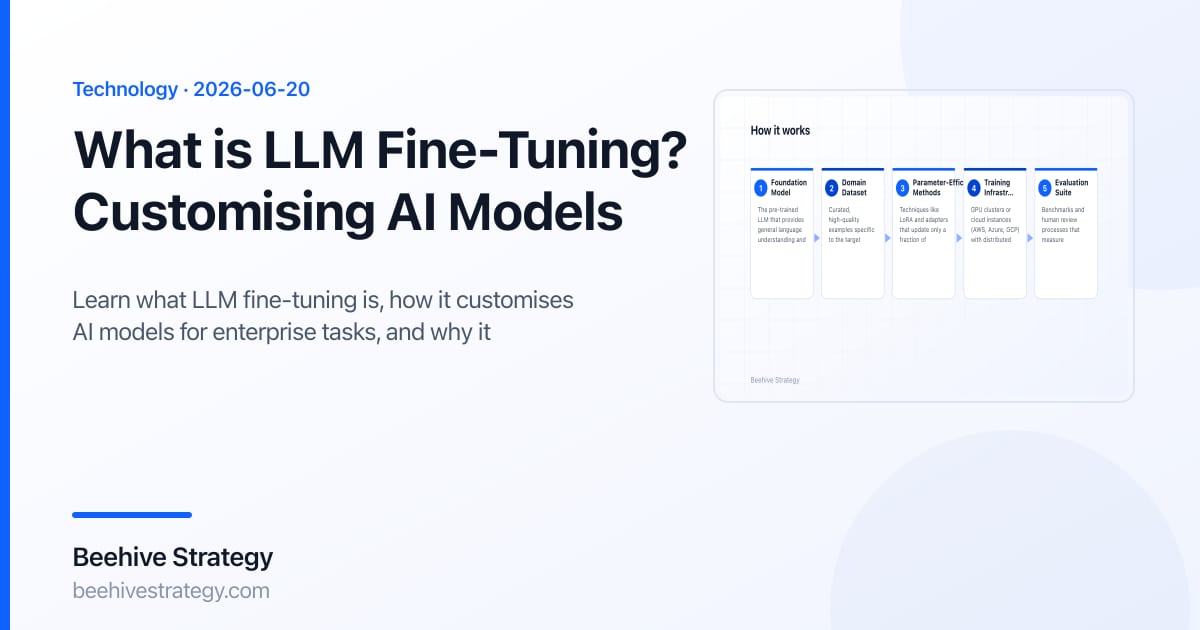 Technology · 2026-06-20
What is LLM Fine-Tuning?
Customising AI Models
Learn what LLM fine-tuning is, how it customises
AI models for enterprise tasks, and why it
Beehive Strategy
beehivestrategy.com
How it works
1 Foundation
Model
The pre-trained
LLM that provides
general language
understanding and
2 Domain
Dataset
Curated,
high-quality
examples specific
to the target
3 Parameter-Effic
Methods
Techniques like
LoRA and adapters
that update only a
fraction of
4 Training
Infrastr...
GPU clusters or
cloud instances
(AWS, Azure, GCP)
with distributed
5 Evaluation
Suite
Benchmarks and
human review
processes that
measure
Beehive Strategy